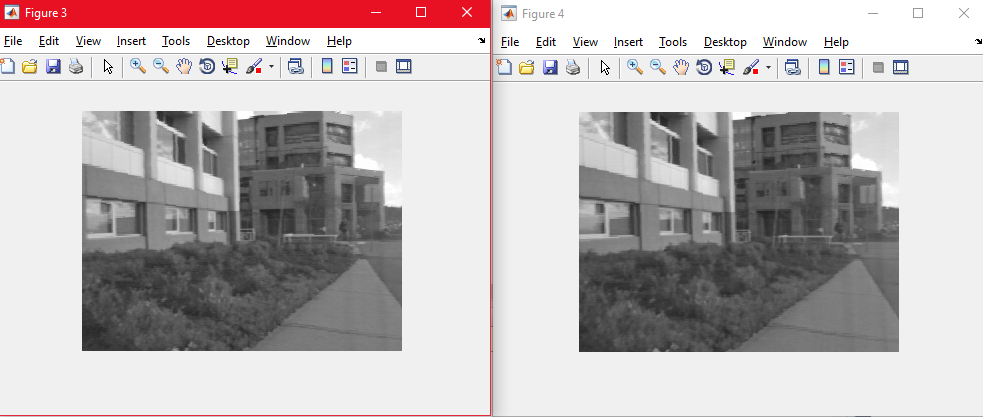 Figure 3
File Edit View Insert Tools Desktop Window Help
Figure 4
File Edit View Insert Tools Desktop Window Help